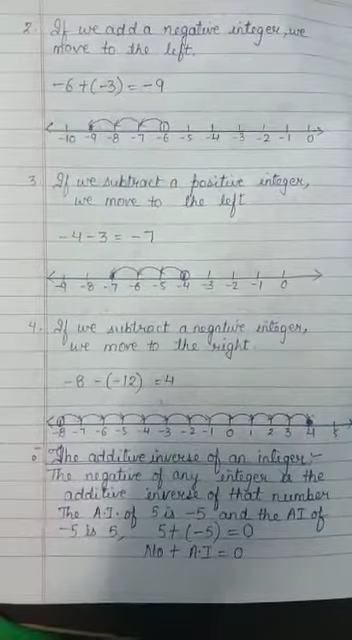 2. If we add a negative integer, we
move to the left.
-6+(-3) = -9
-10 -9 -8 -7 -6 -5 -4 -3 -2 -1 0
3. If we subtract a positive integer,
we move to the left
-4-3 = -7
-9 -8 -7 -6 -5 -4 -3 -2 -1 0
4. If we subtract a negative integer,
we move to the right.
-8 - (-12) = 4
-8 -7 -6 -5 -4 -3 -2 -1 0 1 2 3 4 5
The additive inverse of an integer:-
The negative of any integer is the
additive inverse of that number
The A.I. of 5 is -5 and the AI of
-5 is 5, 5+(-5) = 0
No + A.I = 0